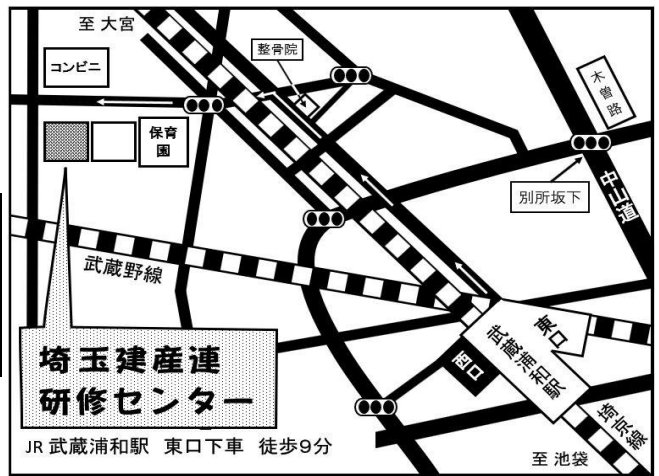 至 大宮
整骨院
コンビニ
木曽路
保育
園
別所坂下
中山道
武蔵野線
東口
武蔵浦和駅
西口
埼玉建産連
研修センター
埼京線
JR 武蔵浦和駅　東口下車　徒歩9分
至 池袋